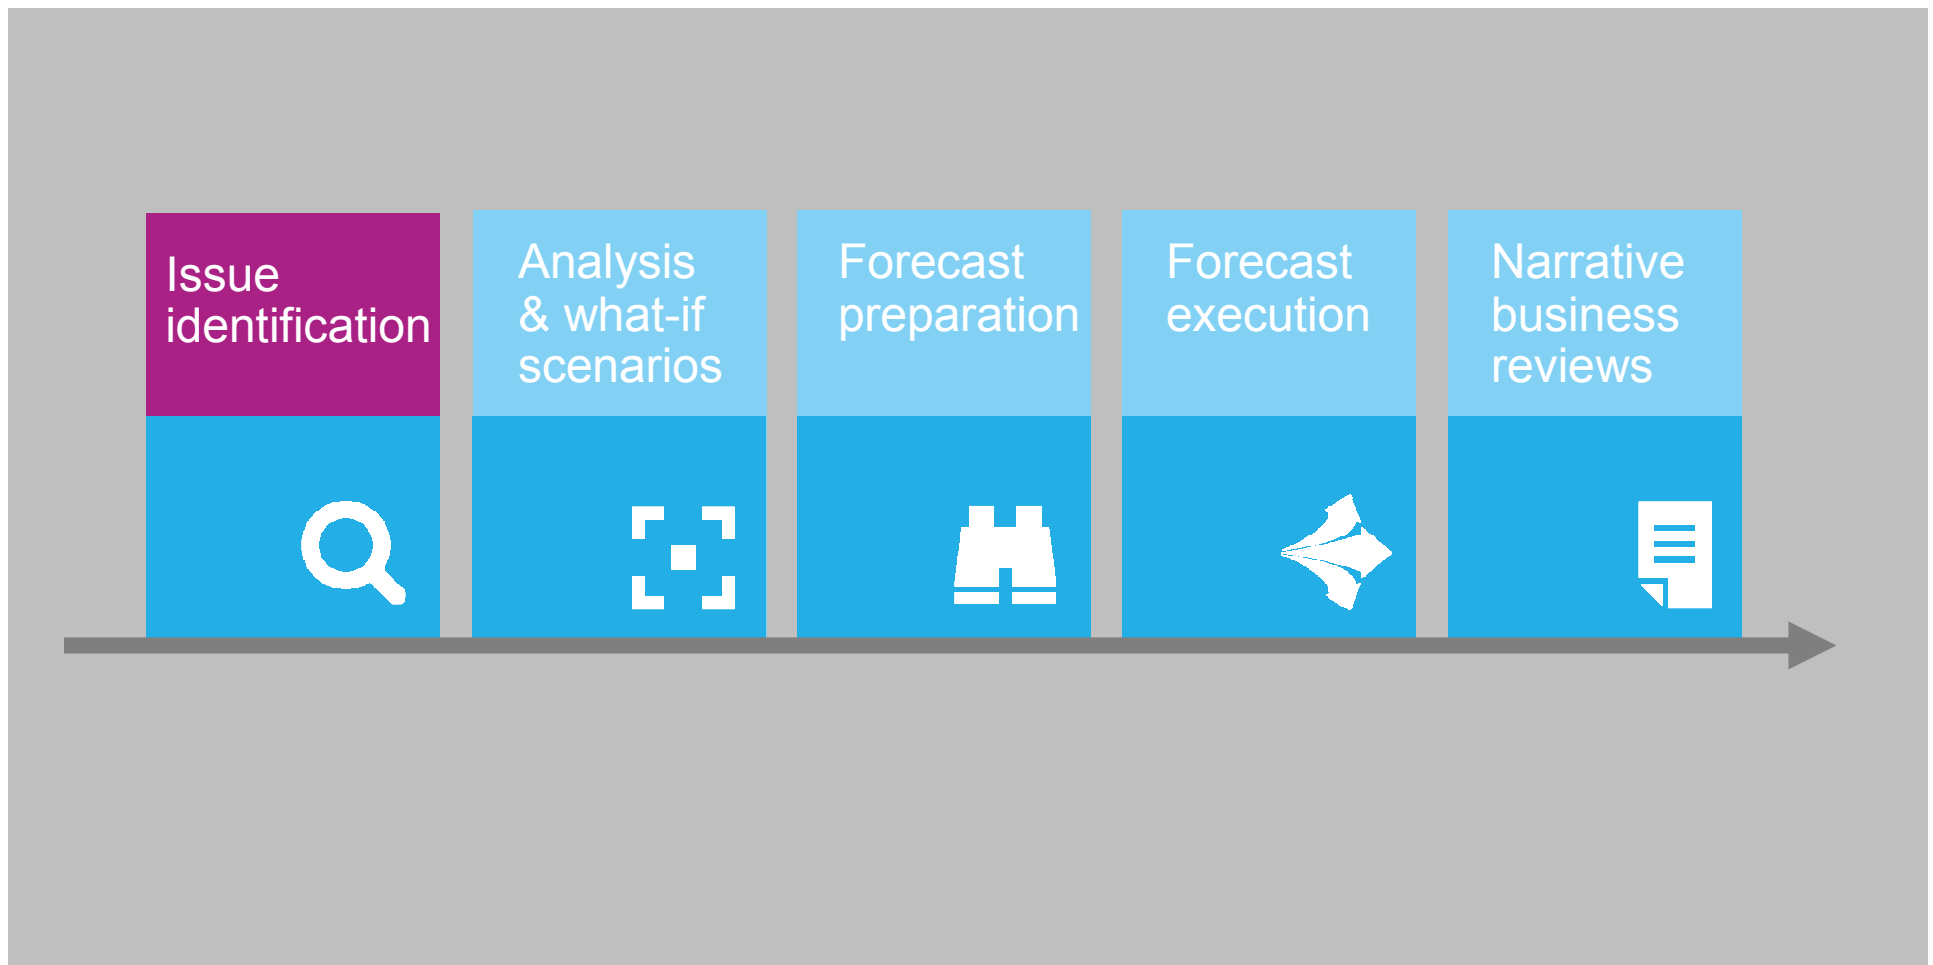 Issue
identification
Analysis
& what-if
scenarios
Forecast
preparation
Forecast
execution
Narrative
business
reviews